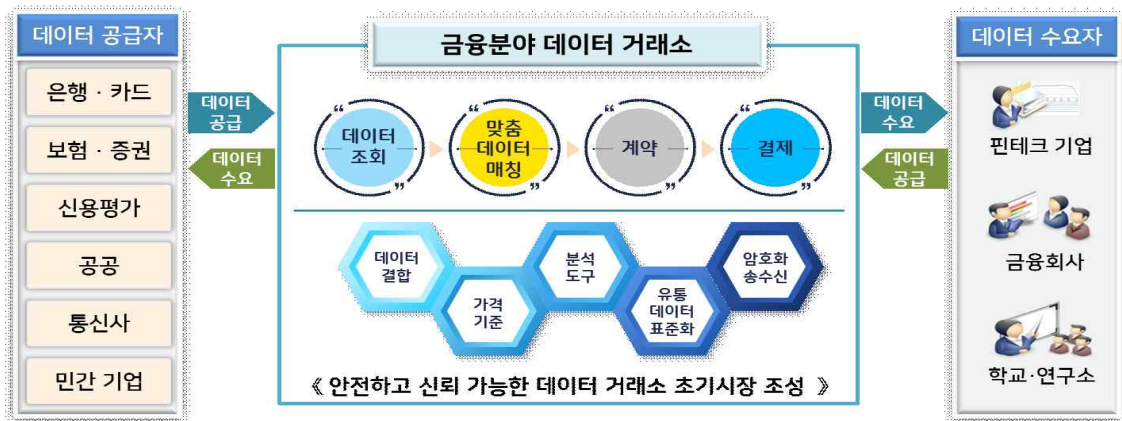 데이터 공급자
은행 · 카드
보험 · 증권
신용평가
공공
통신사
민간 기업
데이터
공급
데이터
수요
금융분야 데이터 거래소
“ 데이터
조회 ”
“ 맞춤
데이터
매칭 ”
“ 계약 ”
“ 결제 ”
데이터
결합
가격
기준
분석
도구
유통
데이터
표준화
암호화
송수신
《 안전하고 신뢰 가능한 데이터 거래소 초기시장 조성 》
데이터
수요
데이터
공급
데이터 수요자
핀테크 기업
금융회사
학교·연구소